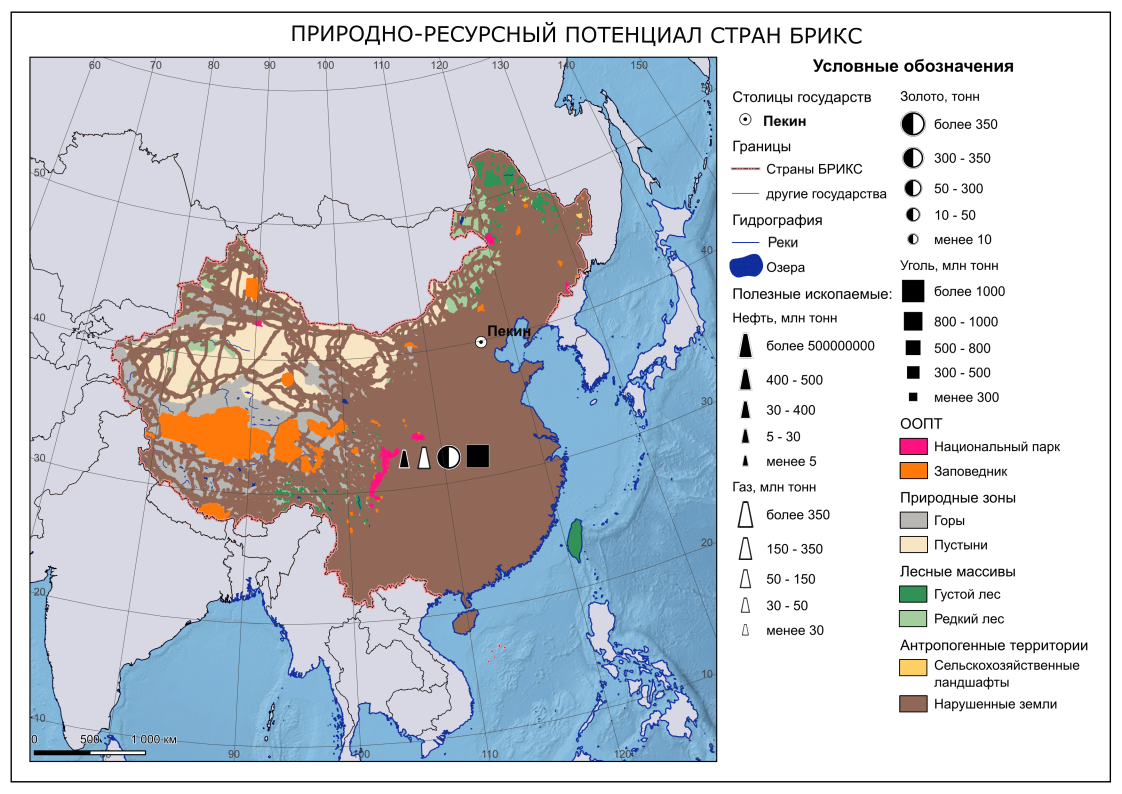 ПРИРОДНО-РЕСУРСНЫЙ ПОТЕНЦИАЛ СТРАН БРИКС
60 70 80 90 100 110 120 130 140 150
50
50
40
40
30
30
20
20
10
10
Пекин
0 500 1 000 км
90 100 110 120
Условные обозначения
Столицы государств
Пекин
Границы
Страны БРИКС
другие государства
Гидрография
Реки
Озера
Полезные ископаемые:
Нефть, млн тонн
более 500000000
400 - 500
30 - 400
5 - 30
менее 5
Газ, млн тонн
более 350
150 - 350
50 - 150
30 - 50
менее 30
Золото, тонн
более 350
300 - 350
50 - 300
10 - 50
менее 10
Уголь, млн тонн
более 1000
800 - 1000
500 - 800
300 - 500
менее 300
ООПТ
Национальный парк
Заповедник
Природные зоны
Горы
Пустыни
Лесные массивы
Густой лес
Редкий лес
Антропогенные территории
Сельскохозяйственные
ландшафты
Нарушенные земли